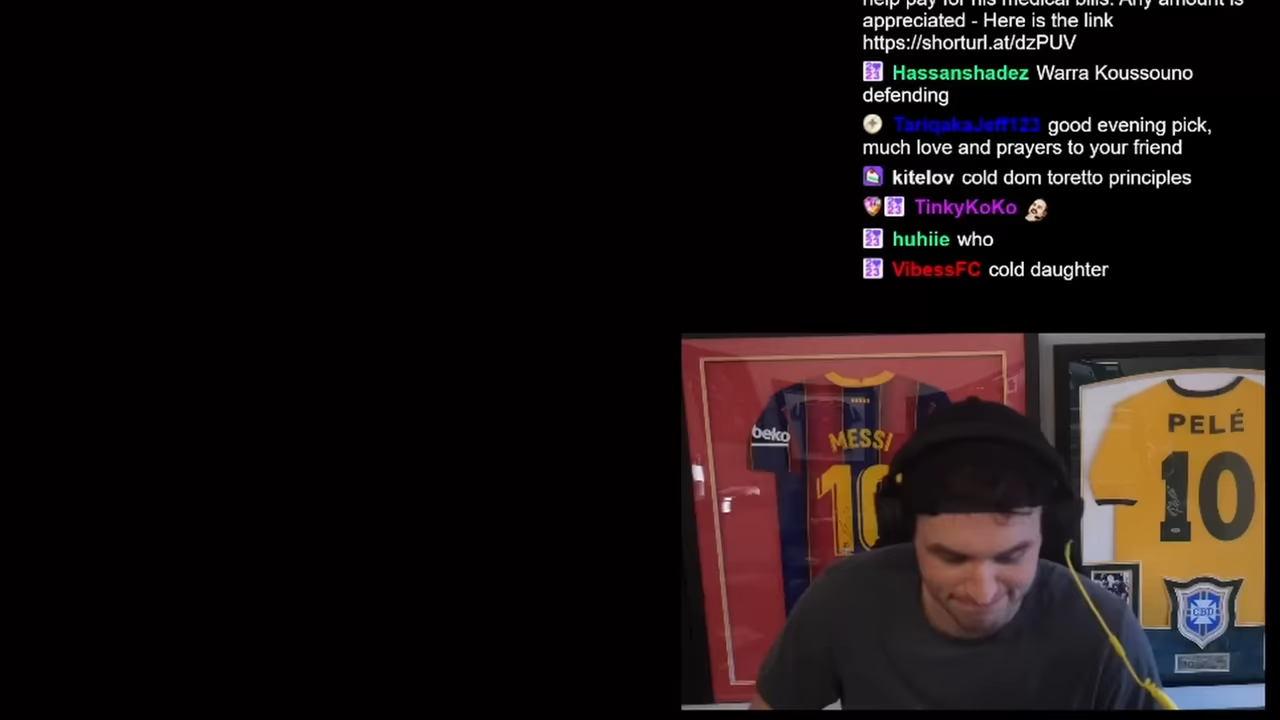 help pay for his medical bills. Any amount is
appreciated - Here is the link
https://shorturl.at/dzPUV
Hassanshadez Warra Koussouno
defending
TariqakaJeff123 good evening pick,
much love and prayers to your friend
kitelov cold dom toretto principles
TinkyKoKo
huhiie who
VibessFC cold daughter
beko
MESSI
10
PELÉ
10
CBD